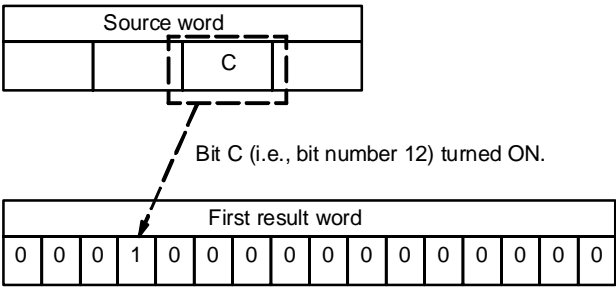 Source word
C
Bit C (i.e., bit number 12) turned ON.
First result word
0 0 0 1 0 0 0 0 0 0 0 0 0 0 0 0